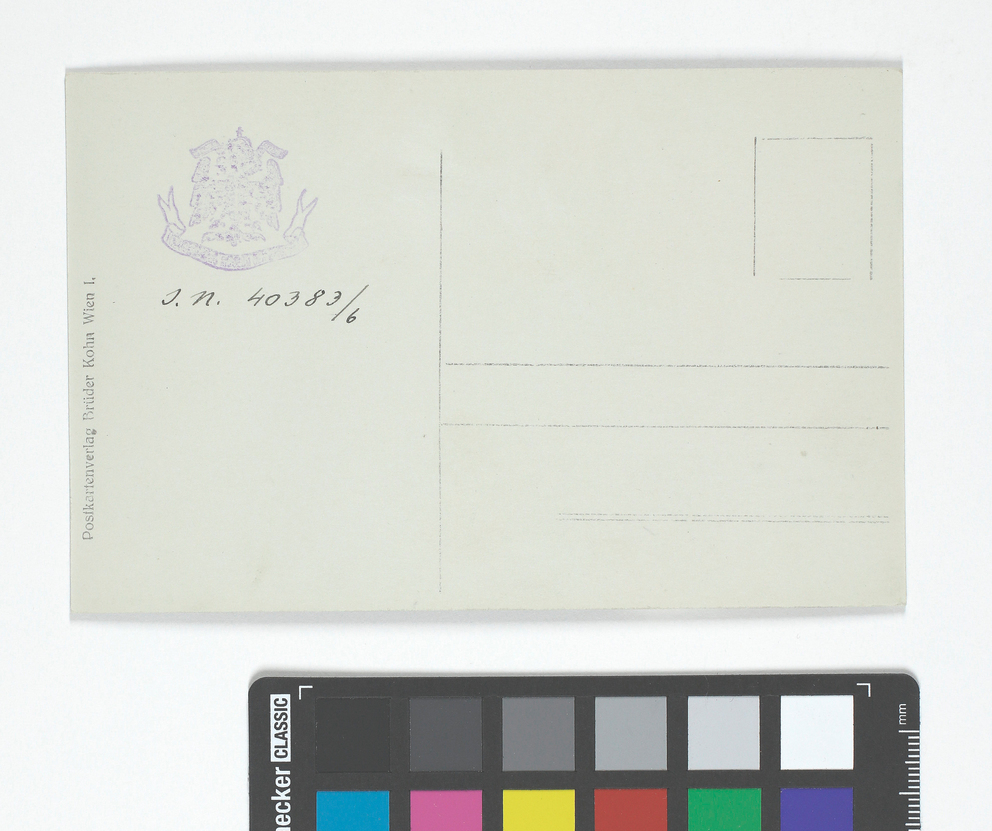 J. N. 40383/6
Postkartenverlag Brüder Kohn Wien I,
ecker CLASSIC
mm